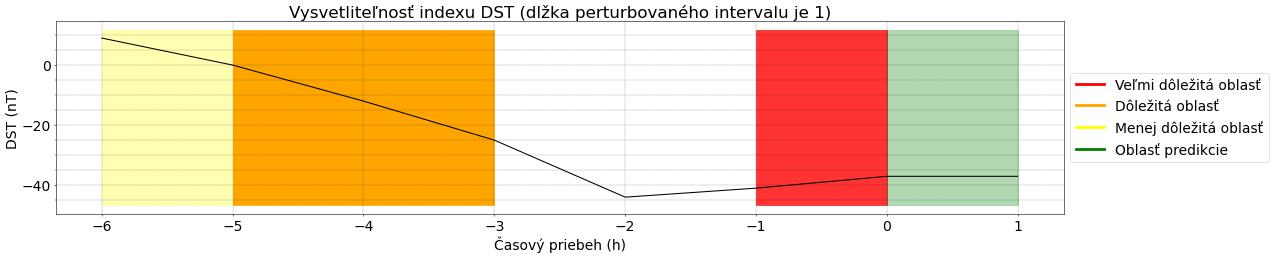 Vysvetliteľnosť indexu DST (dĺžka perturbovaného intervalu je 1)
DST (nT)
0
−20
−40
−6 −5 −4 −3 −2 −1 0 1
Časový priebeh (h)
Veľmi dôležitá oblasť
Dôležitá oblasť
Menej dôležitá oblasť
Oblasť predikcie